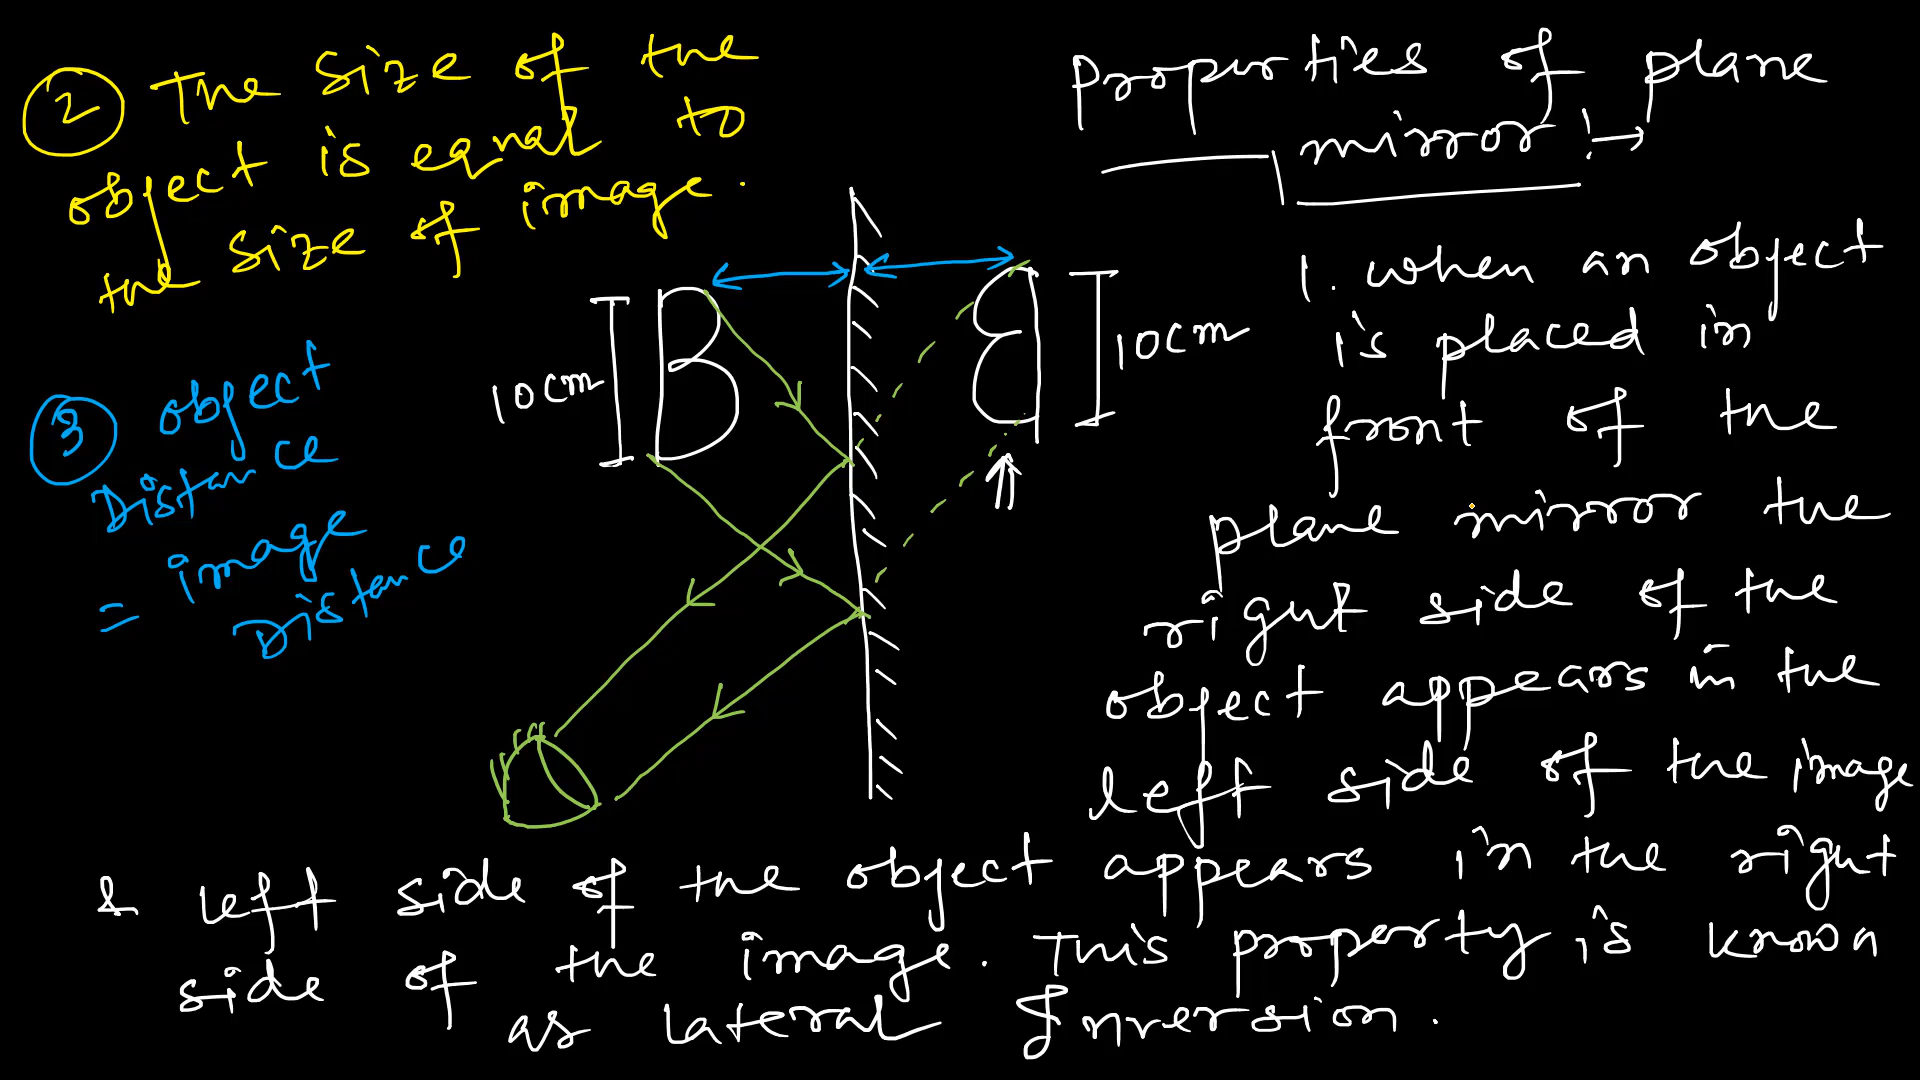 Properties of plane
mirror :→
1. when an object
is placed in
front of the
plane mirror the
right side of the
object appears in the
left side of the image
& left side of the object appears in the right
side of the image. This property is known
as Lateral Inversion.
② The size of the
object is equal to
the size of image.
③ object
Distance
= image
Distance
10cm
B
B
10cm